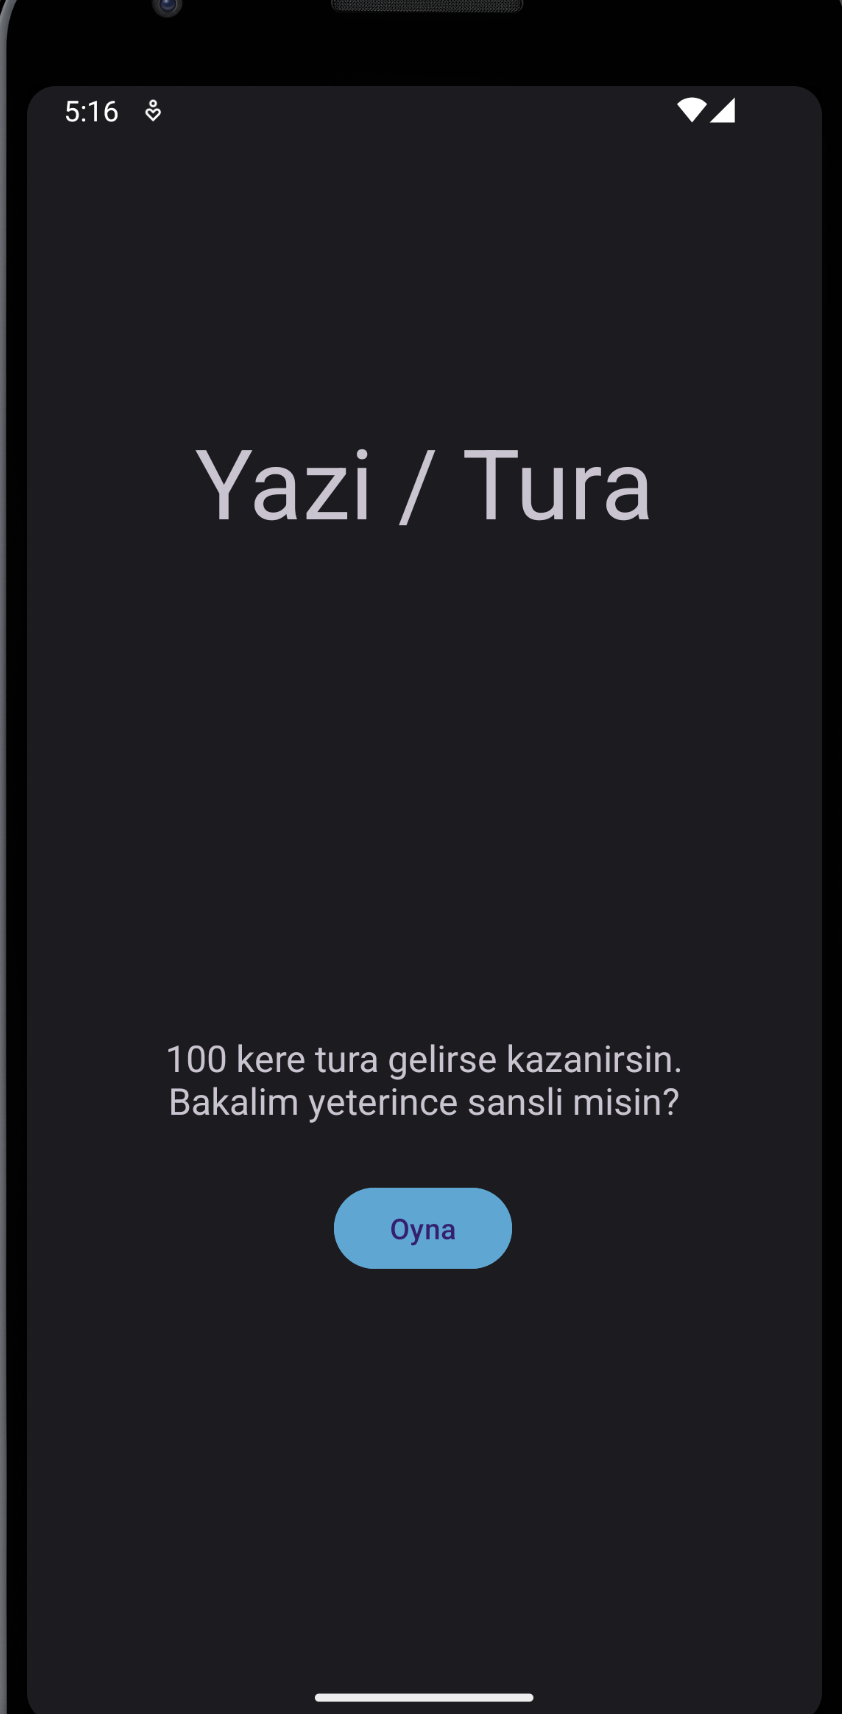 5:16
Yazi / Tura
100 kere tura gelirse kazanirsin.
Bakalim yeterince sansli misin?
Oyna